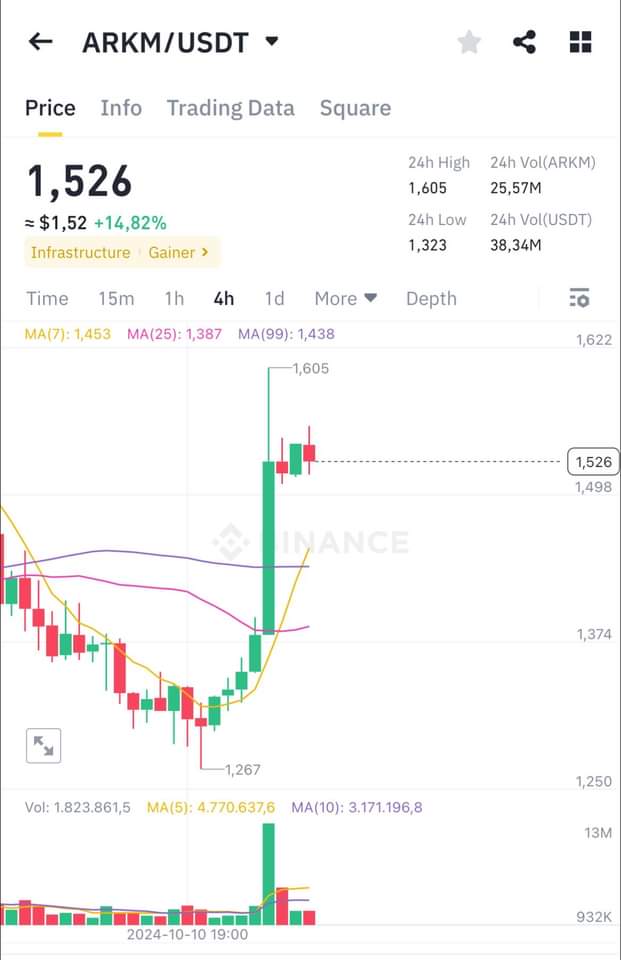 ARKM/USDT
Price Info Trading Data Square
1,526
≈ $1,52 +14,82%
Infrastructure Gainer
24h High 24h Vol(ARKM)
1,605 25,57M
24h Low 24h Vol(USDT)
1,323 38,34M
Time 15m 1h 4h 1d More Depth
MA(7): 1,453 MA(25): 1,387 MA(99): 1,438
1,622
1,605
1,526
1,498
BINANCE
1,374
1,267
1,250
Vol: 1.823.861,5 MA(5): 4.770.637,6 MA(10): 3.171.196,8
13M
932K
2024-10-10 19:00